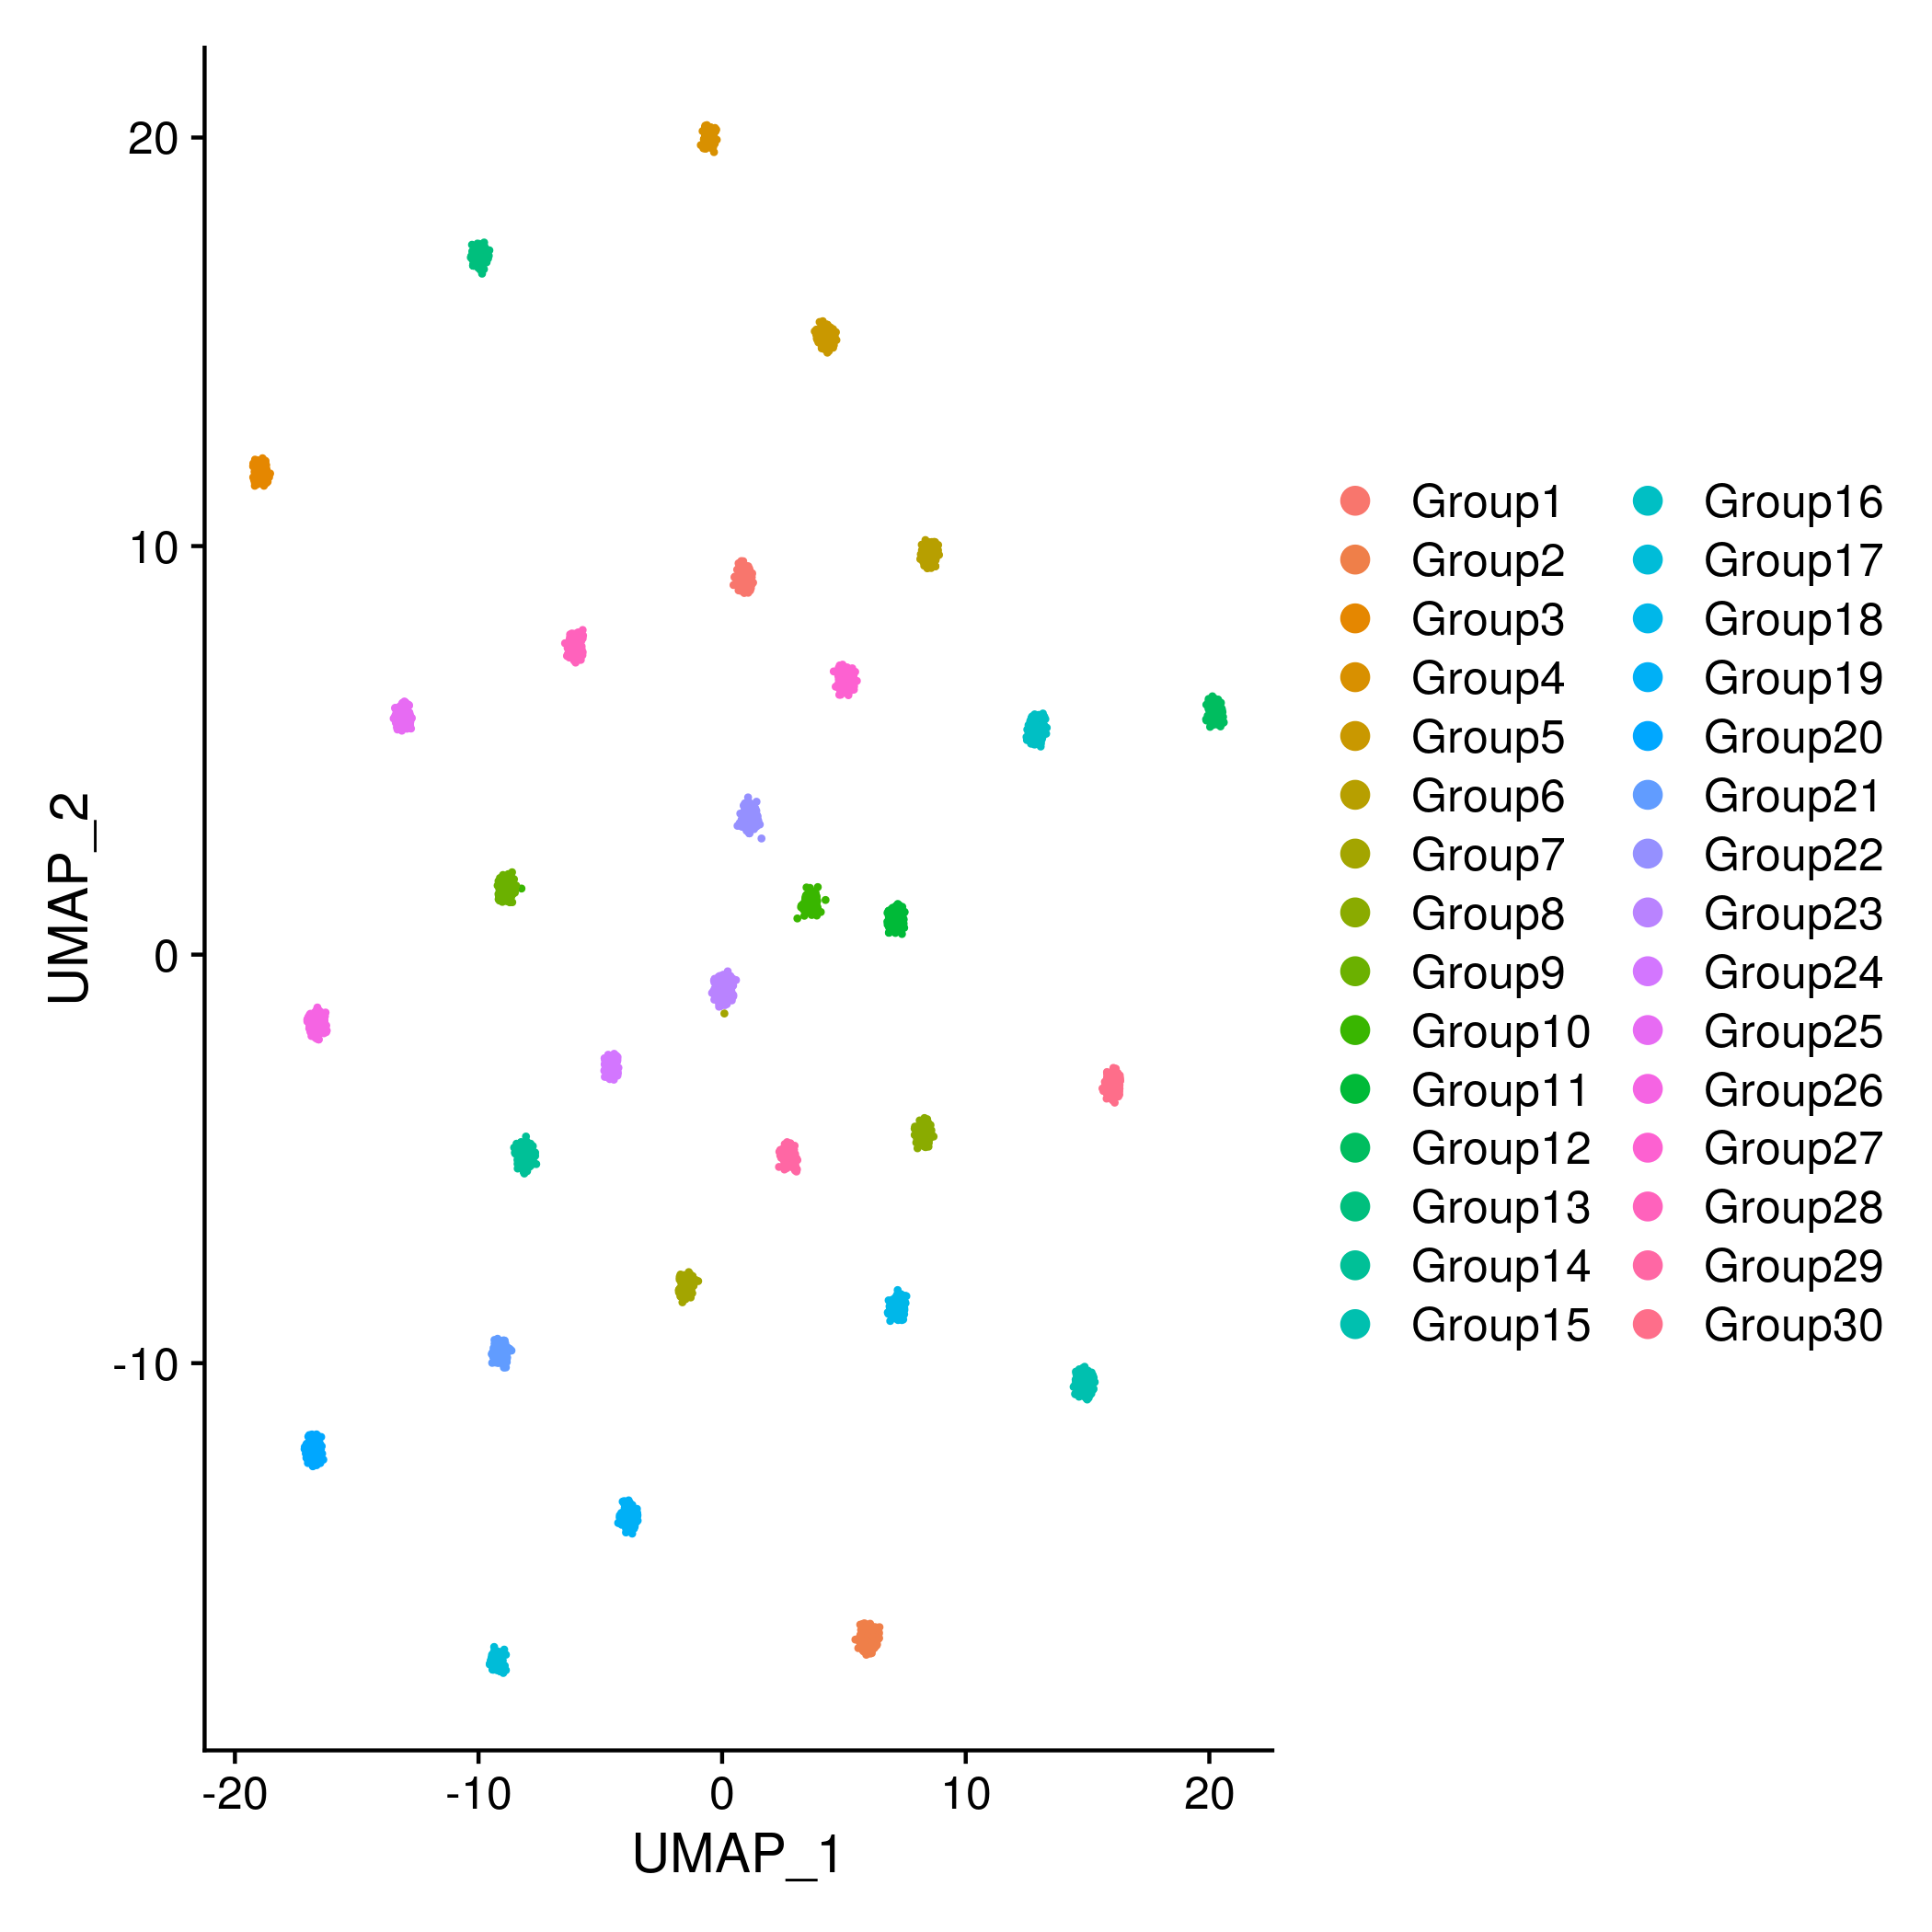 20
10
0
-10
UMAP_2
-20 -10 0 10 20
UMAP_1
Group1 Group16
Group2 Group17
Group3 Group18
Group4 Group19
Group5 Group20
Group6 Group21
Group7 Group22
Group8 Group23
Group9 Group24
Group10 Group25
Group11 Group26
Group12 Group27
Group13 Group28
Group14 Group29
Group15 Group30